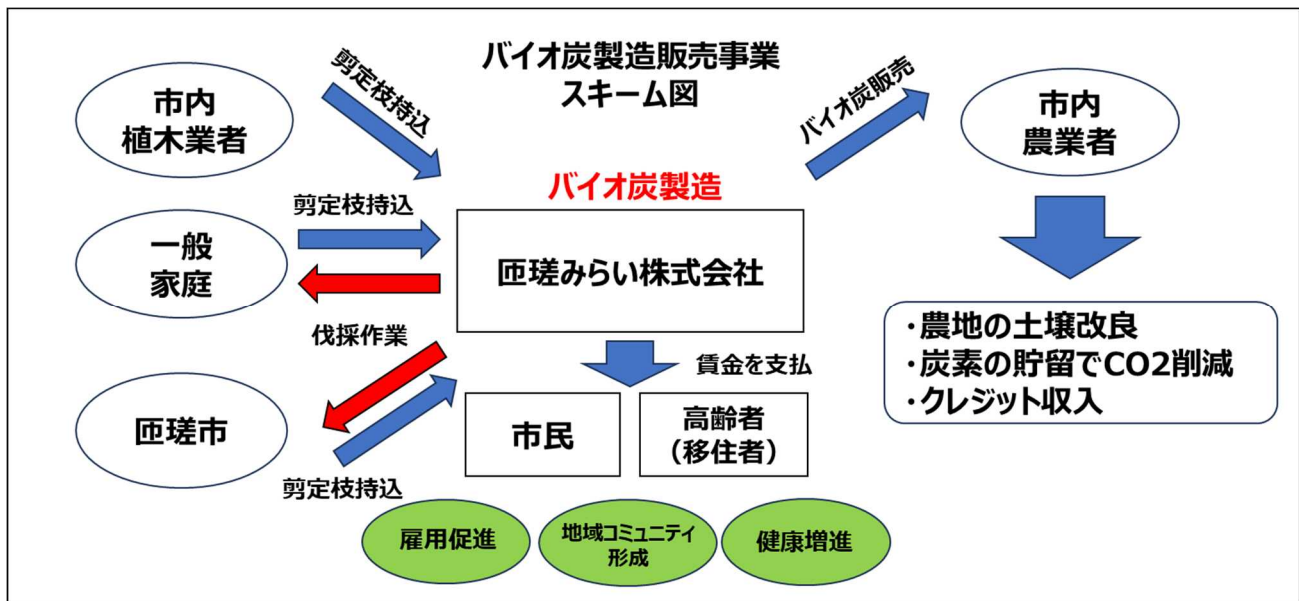 バイオ炭製造販売事業
スキーム図
市内
植木業者
剪定枝持込
バイオ炭販売
市内
農業者
バイオ炭製造
剪定枝持込
一般
家庭
匝瑳みらい株式会社
伐採作業
賃金を支払
・農地の土壌改良
・炭素の貯留でCO2削減
・クレジット収入
匝瑳市
市民
高齢者
（移住者）
剪定枝持込
雇用促進
地域コミュニティ
形成
健康増進